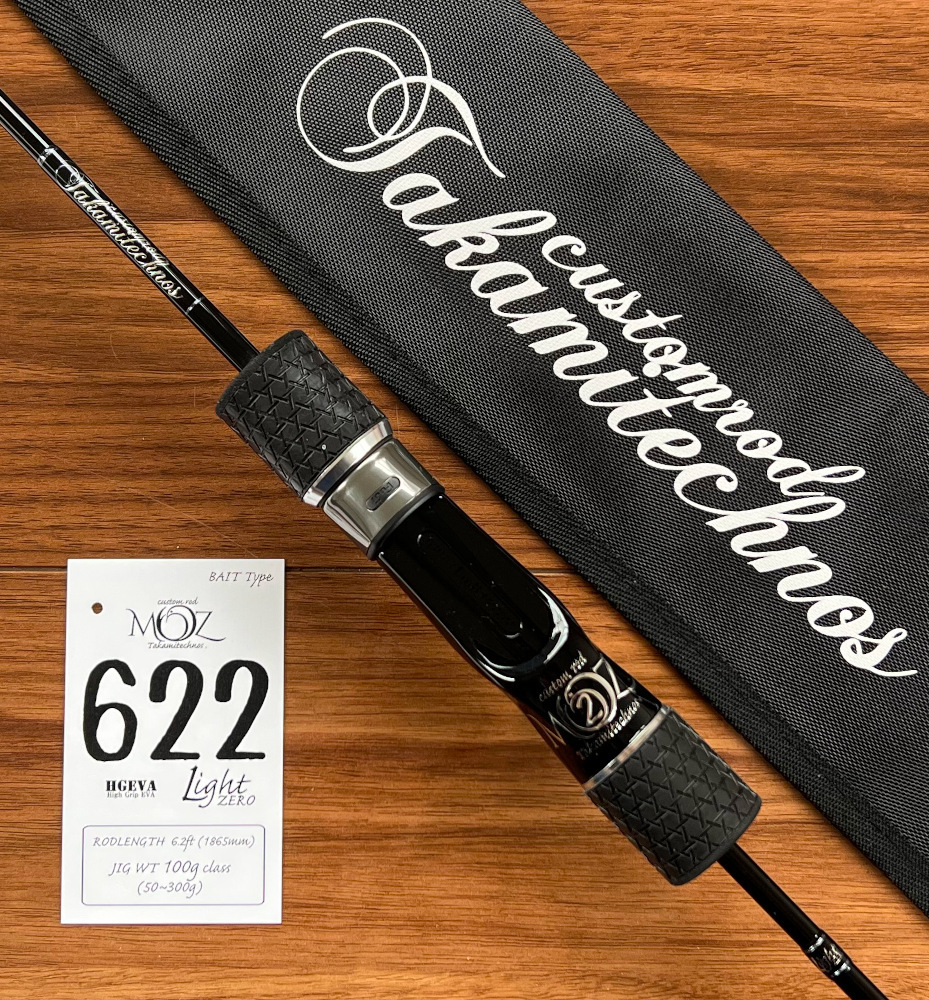 customrod
Takamitechnos
Takamitechnos
BAIT Type
custom rod
MOZ
Takamitechnos.
622
HGEVA
High Grip EVA
Light
ZERO
RODLENGTH 6.2ft (1865mm)
JIG WT 100g class
(50~300g)
custom rod
MOZ
2
Takamitechnos